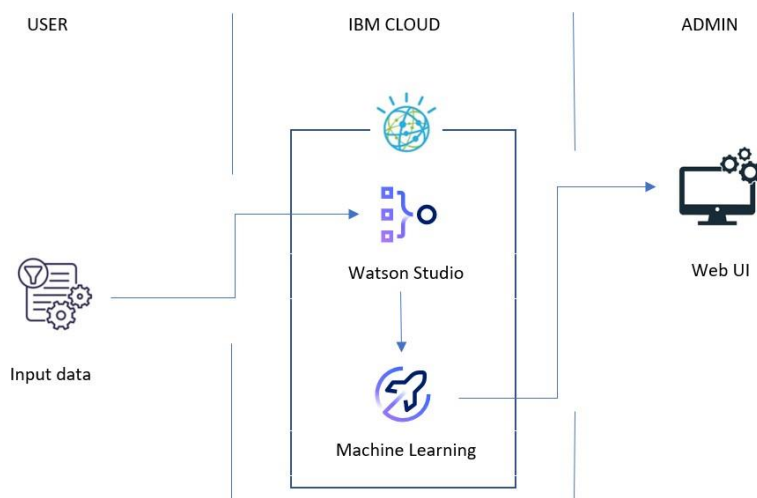 USER
IBM CLOUD
ADMIN
Watson Studio
Web UI
Input data
Machine Learning